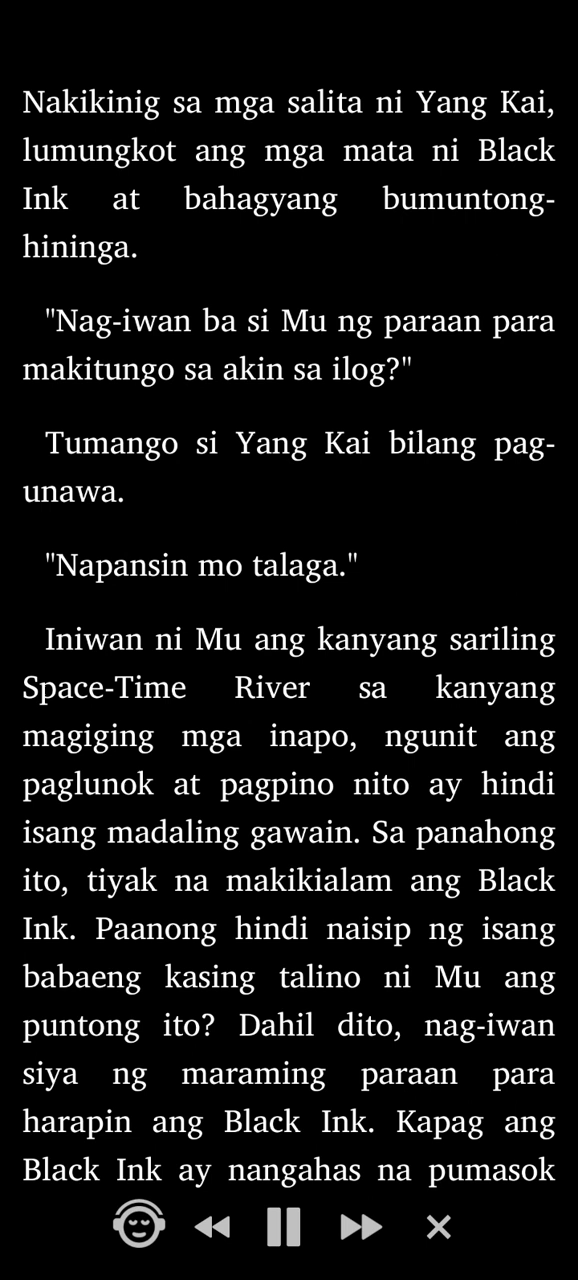 Nakikinig sa mga salita ni Yang Kai,
lumungkot ang mga mata ni Black
Ink at bahagyang bumuntong-
hininga.
"Nag-iwan ba si Mu ng paraan para
makitungo sa akin sa ilog?"
Tumango si Yang Kai bilang pag-
unawa.
"Napansin mo talaga."
Iniwan ni Mu ang kanyang sariling
Space-Time River sa kanyang
magiging mga inapo, ngunit ang
paglunok at pagpino nito ay hindi
isang madaling gawain. Sa panahong
ito, tiyak na makikialam ang Black
Ink. Paanong hindi naisip ng isang
babaeng kasing talino ni Mu ang
puntong ito? Dahil dito, nag-iwan
siya ng maraming paraan para
harapin ang Black Ink. Kapag ang
Black Ink ay nangahas na pumasok